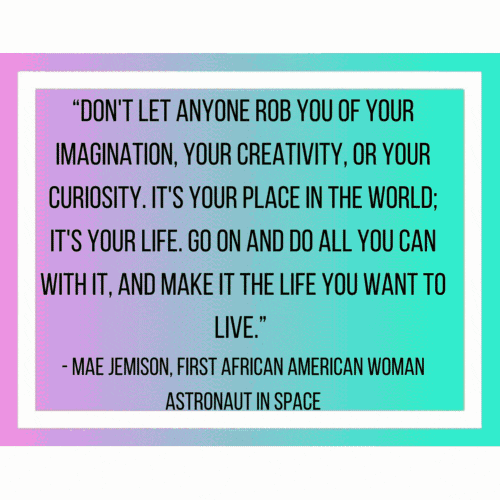 “DON'T LET ANYONE ROB YOU OF YOUR
IMAGINATION, YOUR CREATIVITY, OR YOUR
CURIOSITY. IT'S YOUR PLACE IN THE WORLD;
IT'S YOUR LIFE. GO ON AND DO ALL YOU CAN
WITH IT, AND MAKE IT THE LIFE YOU WANT TO
LIVE.”
- MAE JEMISON, FIRST AFRICAN AMERICAN WOMAN
ASTRONAUT IN SPACE